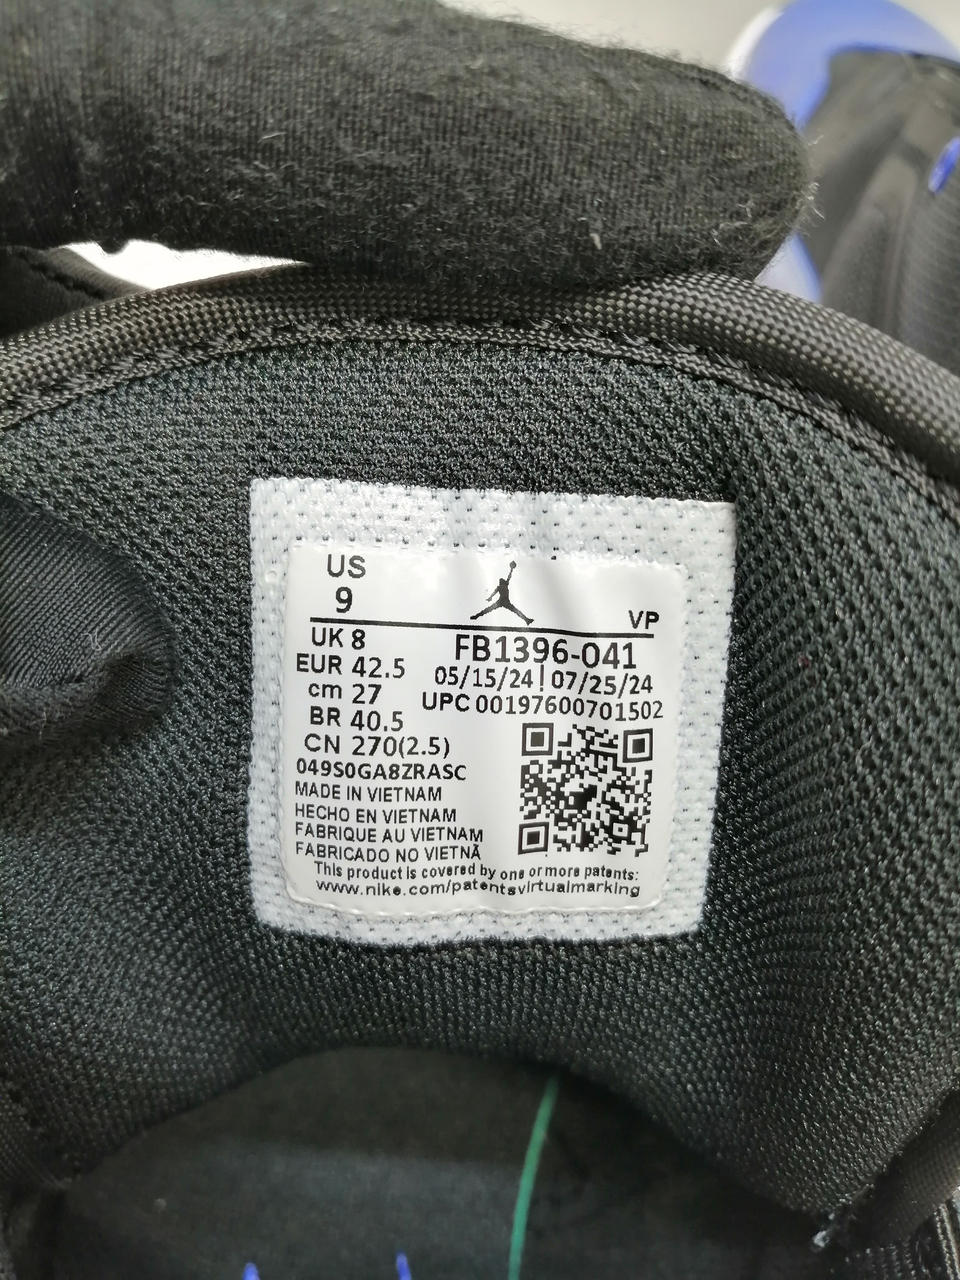 US
9
VP
UK 8
FB1396-041
EUR 42.5
05/15/24 | 07/25/24
cm 27
UPC 00197600701502
BR 40.5
CN 270(2.5)
049S0GA8ZRASC
MADE IN VIETNAM
HECHO EN VIETNAM
FABRIQUE AU VIETNAM
FABRICADO NO VIETNÃ
This product is covered by one or more patents:
www.nike.com/patentsvirtualmarking